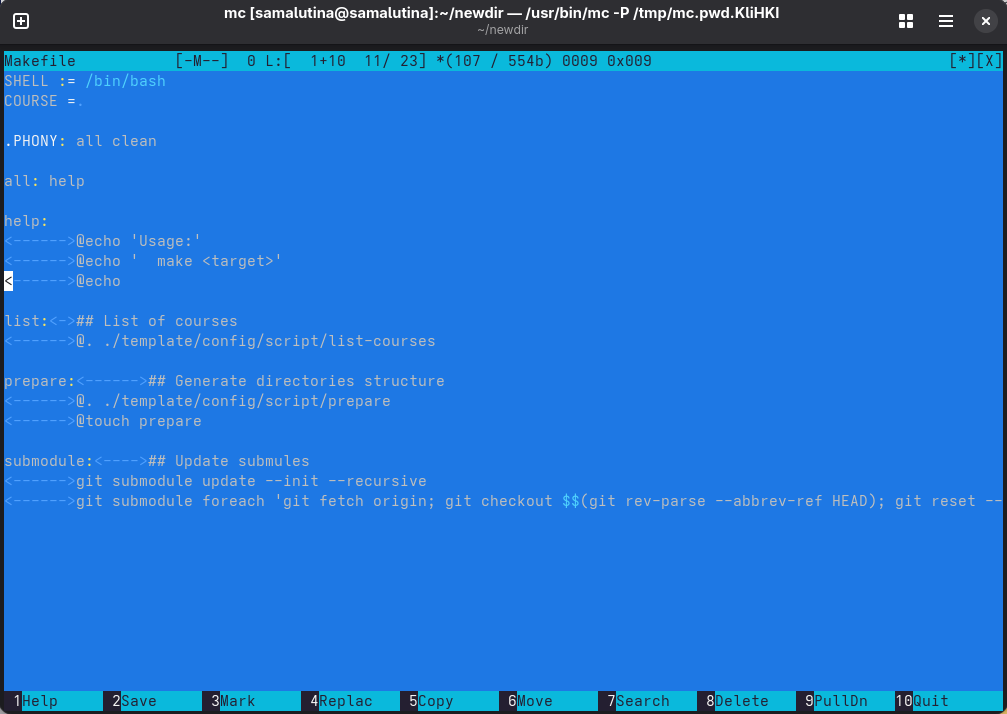 mc [samalutina@samalutina]:~/newdir — /usr/bin/mc -P /tmp/mc.pwd.KliHKI
~/newdir
Makefile [-M--] 0 L:[ 1+10 11/ 23] *(107 / 554b) 0009 0x009 [*][X]
SHELL := /bin/bash
COURSE =.
.PHONY: all clean
all: help
help:
<------>@echo 'Usage:'
<------>@echo '  make <target>'
<------>@echo
list:<->## List of courses
<------>@. ./template/config/script/list-courses
prepare:<------>## Generate directories structure
<------>@. ./template/config/script/prepare
<------>@touch prepare
submodule:<---->## Update submules
<------>git submodule update --init --recursive
<------>git submodule foreach 'git fetch origin; git checkout $$(git rev-parse --abbrev-ref HEAD); git reset --
1Help 2Save 3Mark 4Replac 5Copy 6Move 7Search 8Delete 9PullDn 10Quit